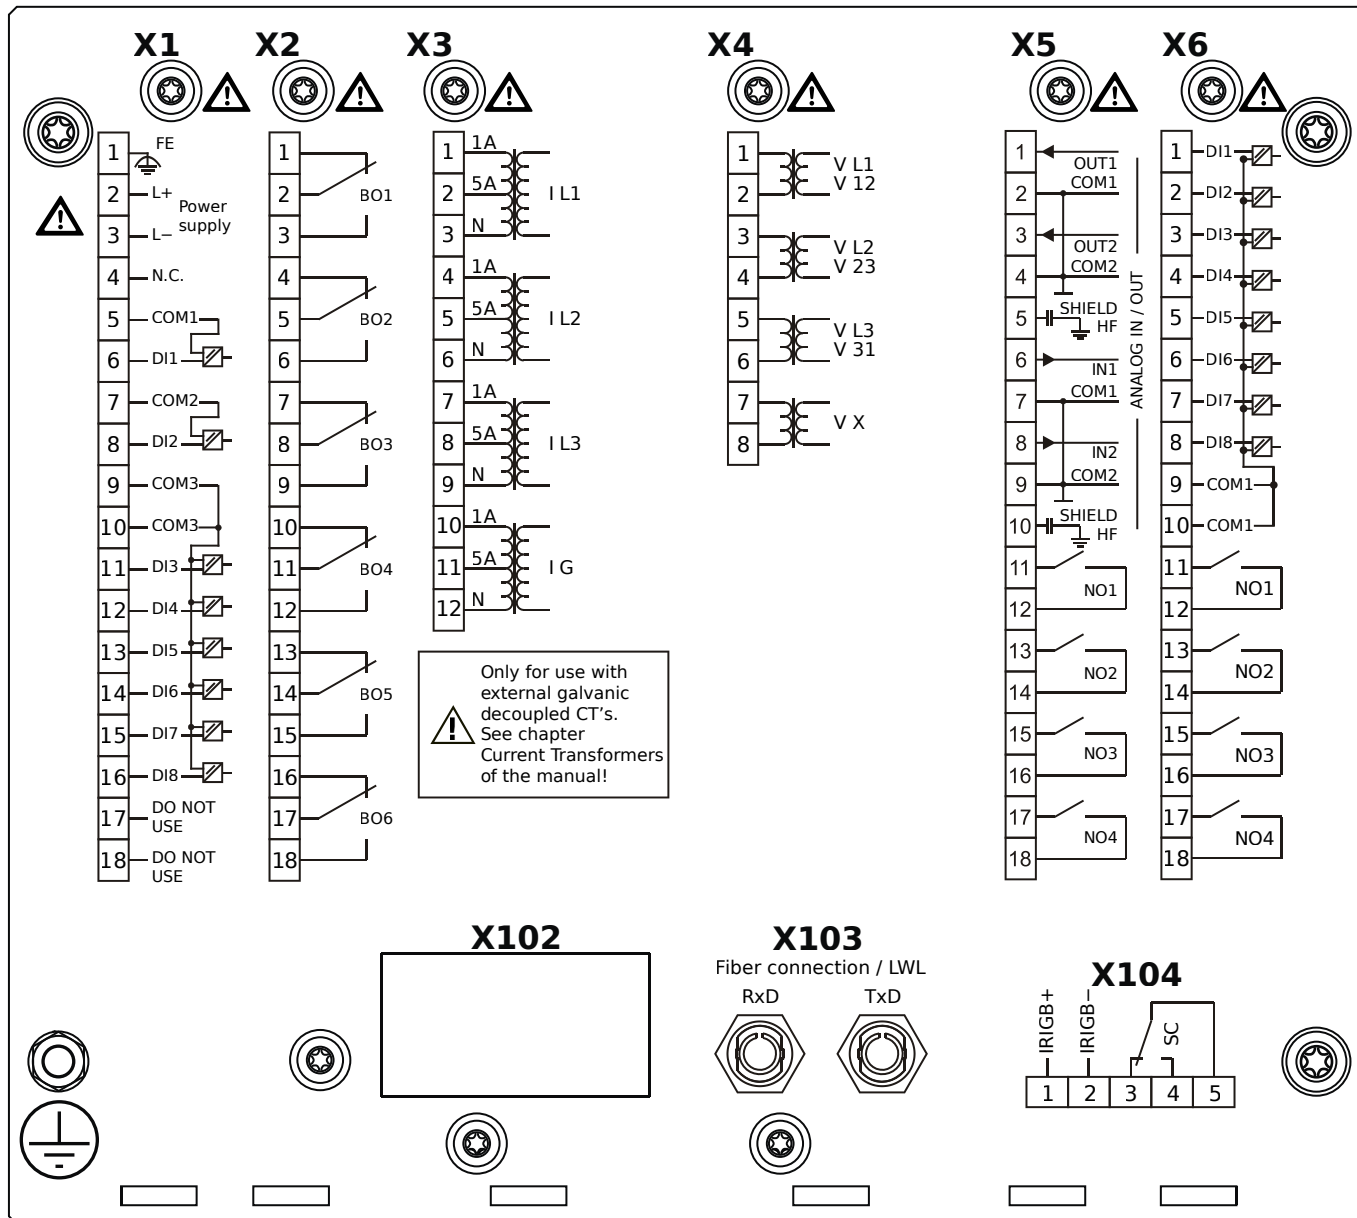 X1
X2
X3
X4
X5
X6
1
FE
2
L+
Power
supply
3
L−
4
N.C.
5
COM1
6
DI1
7
COM2
8
DI2
9
COM3
10
COM3
11
DI3
12
DI4
13
DI5
14
DI6
15
DI7
16
DI8
17
DO NOT
USE
18
DO NOT
USE
1
2
BO1
3
4
5
BO2
6
7
8
BO3
9
10
11
BO4
12
13
14
BO5
15
16
17
BO6
18
1
1A
2
5A
I L1
3
N
4
1A
5
5A
I L2
6
N
7
1A
8
5A
I L3
9
N
10
1A
11
5A
I G
12
N
Only for use with
external galvanic
decoupled CT's.
See chapter
Current Transformers
of the manual!
1
V L1
2
V 12
3
V L2
4
V 23
5
V L3
6
V 31
7
V X
8
1
OUT1
2
COM1
3
OUT2
4
COM2
5
SHIELD
HF
6
IN1
7
COM1
8
IN2
9
COM2
10
SHIELD
HF
ANALOG IN / OUT
11
NO1
12
13
NO2
14
15
NO3
16
17
NO4
18
1
DI1
2
DI2
3
DI3
4
DI4
5
DI5
6
DI6
7
DI7
8
DI8
9
COM1
10
COM1
11
NO1
12
13
NO2
14
15
NO3
16
17
NO4
18
X102
X103
Fiber connection / LWL
RxD
TxD
X104
IRIGB+
IRIGB−
SC
1
2
3
4
5